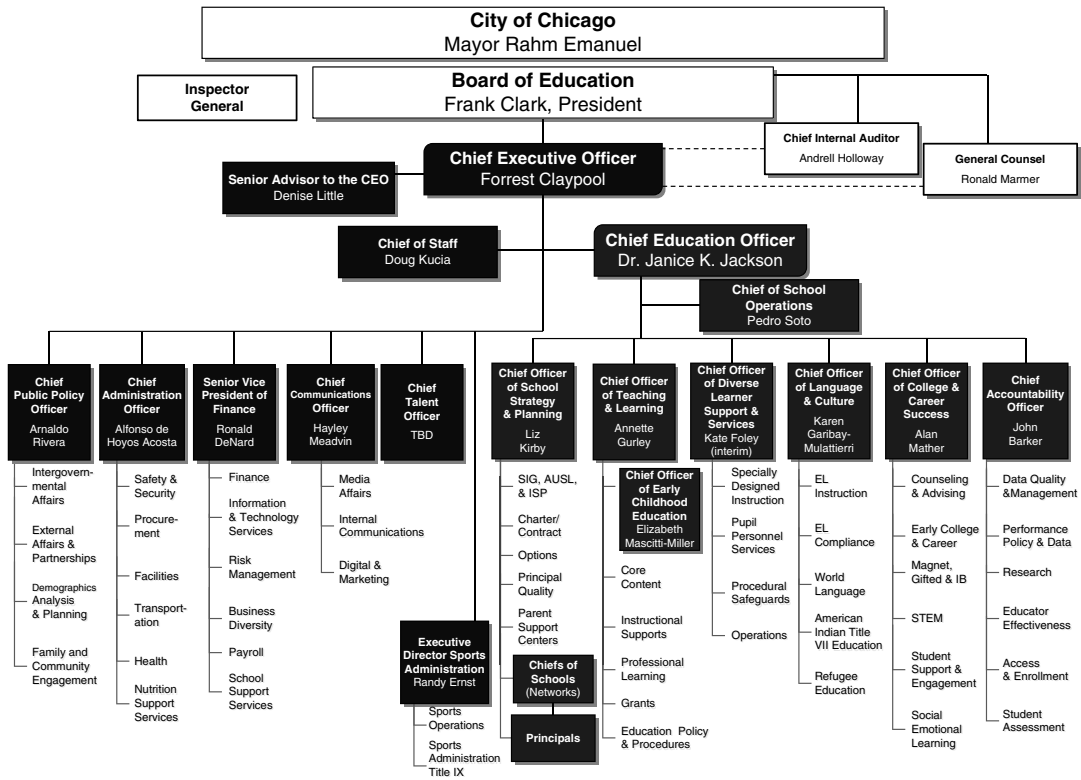 City of Chicago
Mayor Rahm Emanuel
Board of Education
Frank Clark, President
Inspector
General
Chief Internal Auditor
Andrell Holloway
General Counsel
Ronald Marmer
Chief Executive Officer
Forrest Claypool
Senior Advisor to the CEO
Denise Little
Chief of Staff
Doug Kucia
Chief Education Officer
Dr. Janice K. Jackson
Chief of School
Operations
Pedro Soto
Chief
Public Policy
Officer
Arnaldo
Rivera
Intergovern-
mental
Affairs
External
Affairs &
Partnerships
Demographics
Analysis
& Planning
Family and
Community
Engagement
Chief
Administration
Officer
Alfonso de
Hoyos Acosta
Safety &
Security
Procure-
ment
Facilities
Transport-
ation
Health
Nutrition
Support
Services
Senior Vice
President of
Finance
Ronald
DeNard
Finance
Information
& Technology
Services
Risk
Management
Business
Diversity
Payroll
School
Support
Services
Chief
Communications
Officer
Hayley
Meadvin
Media
Affairs
Internal
Communications
Digital &
Marketing
Chief
Talent
Officer
TBD
Executive
Director Sports
Administration
Randy Ernst
Sports
Operations
Sports
Administration
Title IX
Chief Officer
of School
Strategy
& Planning
Liz
Kirby
SIG, AUSL,
& ISP
Charter/
Contract
Options
Principal
Quality
Parent
Support
Centers
Chiefs of
Schools
(Networks)
Principals
Chief Officer
of Teaching
& Learning
Annette
Gurley
Chief Officer
of Early
Childhood
Education
Elizabeth
Mascitti-Miller
Core
Content
Instructional
Supports
Professional
Learning
Grants
Education Policy
& Procedures
Chief Officer
of Diverse
Learner
Support &
Services
Kate Foley
(interim)
Specially
Designed
Instruction
Pupil
Personnel
Services
Procedural
Safeguards
Operations
Chief Officer
of Language
& Culture
Karen
Garibay-
Mulattierri
EL
Instruction
EL
Compliance
World
Language
American
Indian Title
VII Education
Refugee
Education
Chief Officer
of College &
Career
Success
Alan
Mather
Counseling
& Advising
Early College
& Career
Magnet,
Gifted & IB
STEM
Student
Support &
Engagement
Social
Emotional
Learning
Chief
Accountability
Officer
John
Barker
Data Quality
&Management
Performance
Policy & Data
Research
Educator
Effectiveness
Access
& Enrollment
Student
Assessment